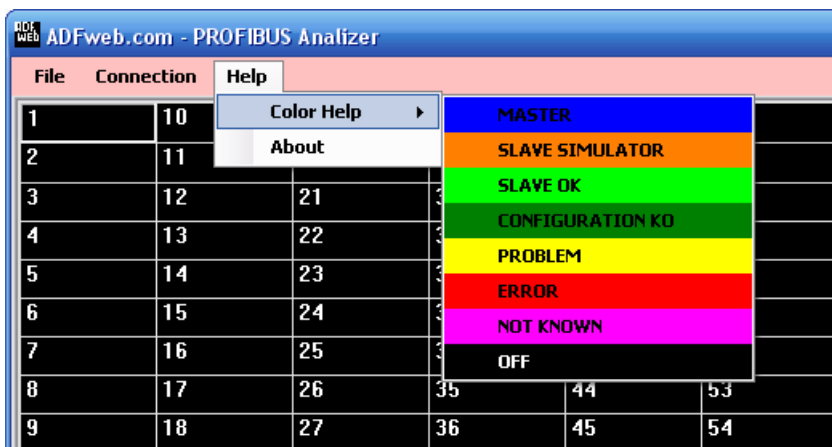 ADF
WEB ADFweb.com - PROFIBUS Analizer
File Connection Help
Color Help
About
MASTER
SLAVE SIMULATOR
SLAVE OK
CONFIGURATION KO
PROBLEM
ERROR
NOT KNOWN
OFF
1 10
2 11
3 12 21
4 13 22
5 14 23
6 15 24
7 16 25
8 17 26 35 44 53
9 18 27 36 45 54